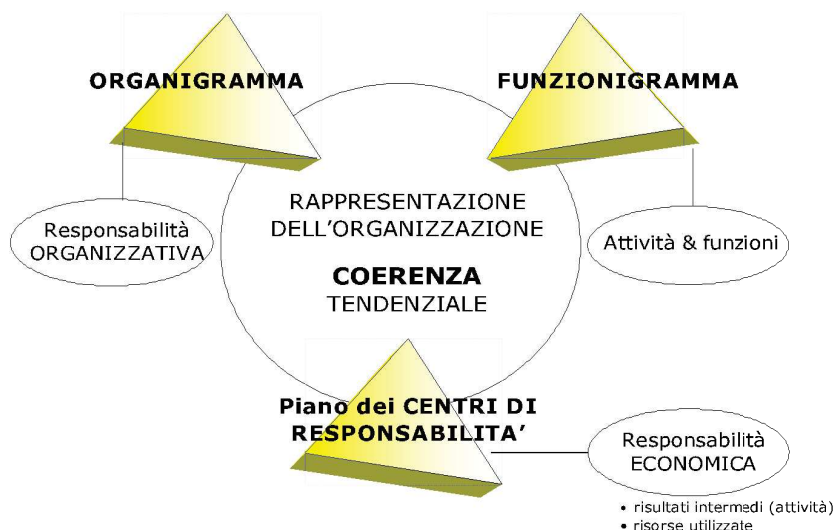 ORGANIGRAMMA
FUNZIONIGRAMMA
RAPPRESENTAZIONE
DELL'ORGANIZZAZIONE
Responsabilità
ORGANIZZATIVA
Attività & funzioni
COERENZA
TENDENZIALE
Piano dei CENTRI DI
RESPONSABILITA'
Responsabilità
ECONOMICA
• risultati intermedi (attività)
• risorse utilizzate